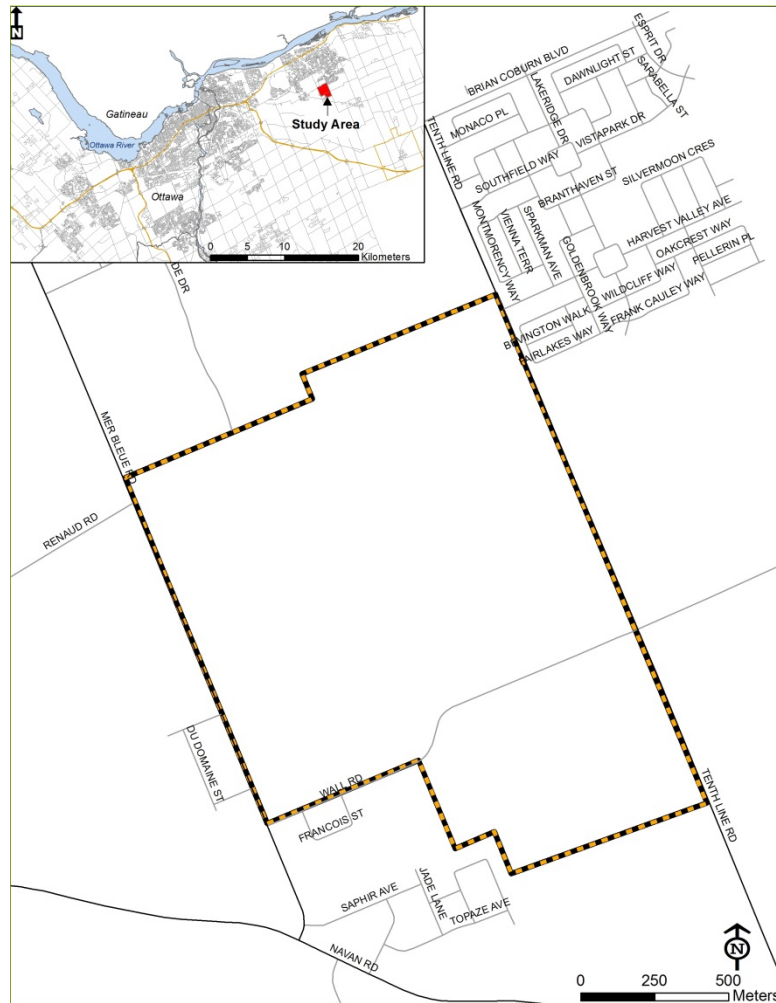 N
Gatineau
Ottawa River
Study Area
Ottawa
0 5 10 20
Kilometers
BRIAN COBURN BLVD
ESPRIT DR
DAWNLIGHT ST
SARABELLA ST
LAKERIDGE DR
MONACO PL
TENTH LINE RD
VISTAPARK DR
SOUTHFIELD WAY
SILVERMOON CRES
BRANTHAVEN ST
MONTMORENCY WAY
VIENNA TERR
SPARKMAN AVE
HARVEST VALLEY AVE
GOLDENBROOK WAY
OAKCREST WAY
PELLERIN PL
WILDCLIFF WAY
FRANK CAULEY WAY
DE DR
MER BLEUE RD
RENAUD RD
DU DOMAINE ST
WALL RD
FRANCOIS ST
TENTH LINE RD
SAPHIR AVE
JADE LANE
TOPAZE AVE
NAVAN RD
N
0 250 500
Meters